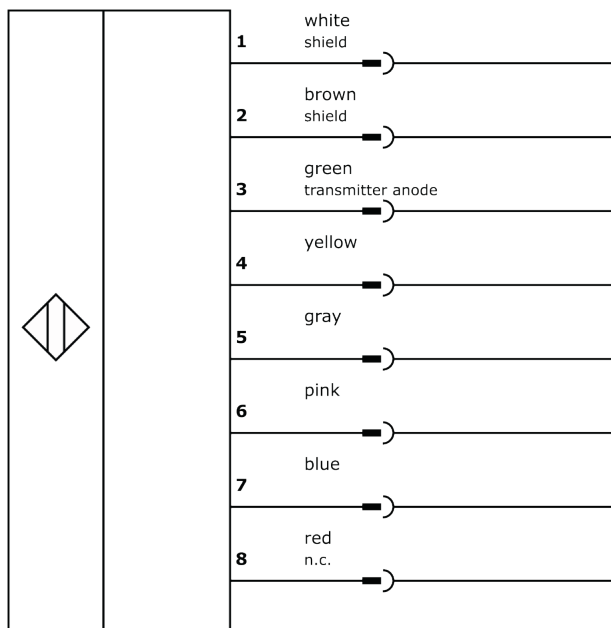 white
1 shield
brown
2 shield
green
3 transmitter anode
yellow
4
gray
5
pink
6
blue
7
red
8 n.c.